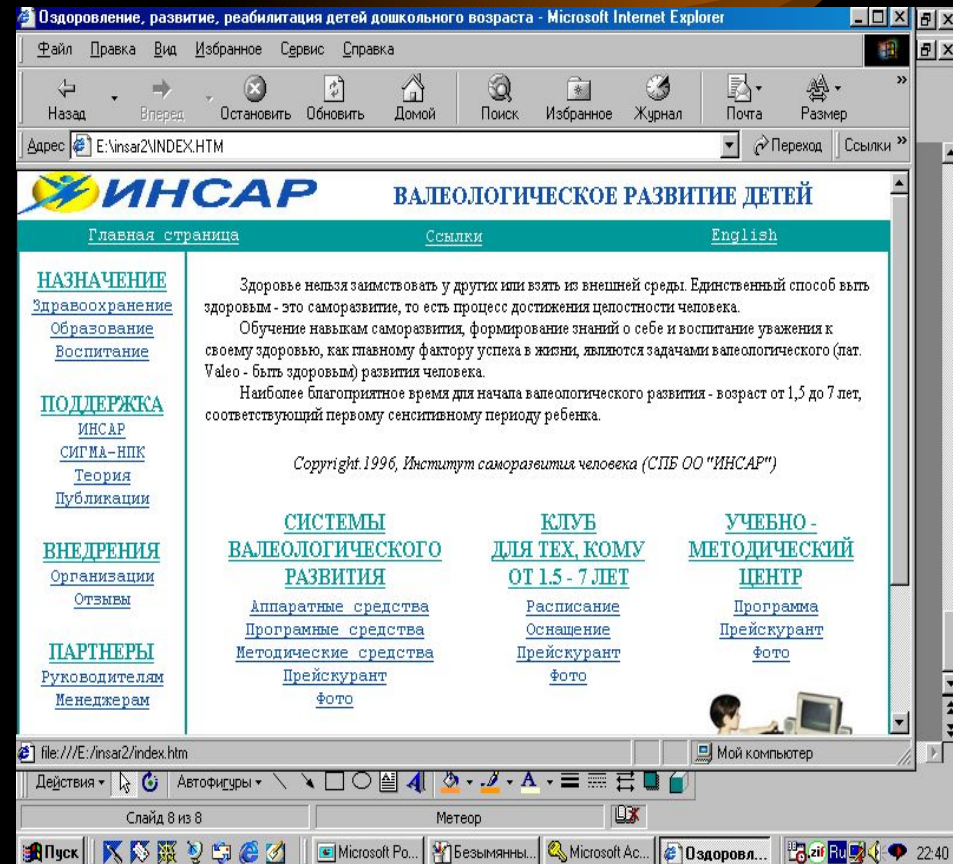 Оздоровление, развитие, реабилитация детей дошкольного возраста - Microsoft Internet Explorer
Файл Правка Вид Избранное Сервис Справка
Назад Вперед Остановить Обновить Домой Поиск Избранное Журнал Почта Размер »
Адрес E:\insar2\INDEX.HTM Переход Ссылки »
ИНСАР ВАЛЕОЛОГИЧЕСКОЕ РАЗВИТИЕ ДЕТЕЙ
Главная страница Ссылки English
НАЗНАЧЕНИЕ
Здравоохранение
Образование
Воспитание
ПОДДЕРЖКА
ИНСАР
СИГМА-НПК
Теория
Публикации
ВНЕДРЕНИЯ
Организации
Отзывы
ПАРТНЕРЫ
Руководителям
Менеджерам
Здоровье нельзя заимствовать у других или взять из внешней среды. Единственный способ выть
здоровым - это саморазвитие, то есть процесс достижения целостности человека.
Обучение навыкам саморазвития, формирование знаний о себе и воспитание уважения к
своему здоровью, как главному фактору успеха в жизни, являются задачами валеологического (лат.
Valeo - быть здоровым) развития человека.
Наиболее благоприятное время для начала валеологического развития - возраст от 1,5 до 7 лет,
соответствующий первому сенситивному периоду ребенка.
Copyright.1996, Институт саморазвития человека (СПБ ОО "ИНСАР")
СИСТЕМЫ
ВАЛЕОЛОГИЧЕСКОГО
РАЗВИТИЯ
Аппаратные средства
Програмные средства
Методические средства
Прейскурант
Фото
КЛУБ
ДЛЯ ТЕХ, КОМУ
ОТ 1.5 - 7 ЛЕТ
Расписание
Оснащение
Прейскурант
Фото
УЧЕБНО -
МЕТОДИЧЕСКИЙ
ЦЕНТР
Программа
Прейскурант
Фото
file:///E:/insar2/index.htm Мой компьютер
Действия Автофигуры
Слайд 8 из 8 Метеор
Пуск Microsoft Po... Безымянны... Microsoft Ac... Оздоровл... .zif Ru 22:40